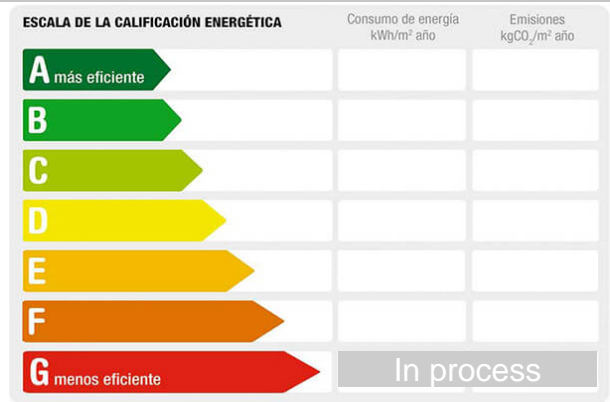 ESCALA DE LA CALIFICACIÓN ENERGÉTICA
Consumo de energía
kWh/m² año
Emisiones
kgCO₂/m² año
A más eficiente
B
C
D
E
F
G menos eficiente
In process